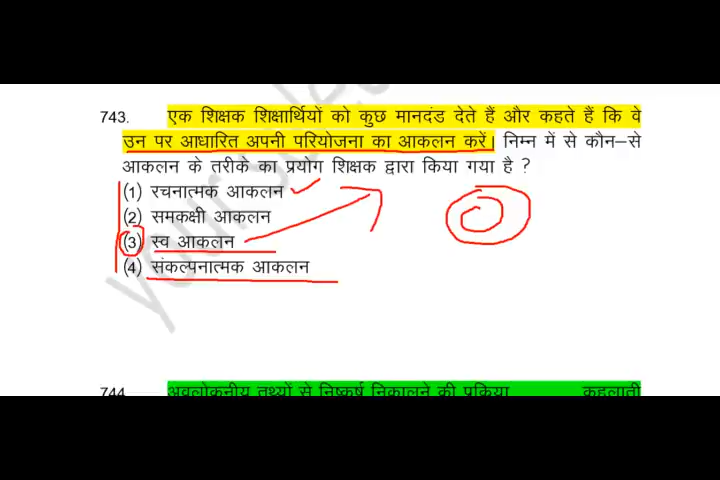 743. एक शिक्षक शिक्षार्थियों को कुछ मानदंड देते हैं और कहते हैं कि वे
उन पर आधारित अपनी परियोजना का आकलन करें। निम्न में से कौन–से
आकलन के तरीके का प्रयोग शिक्षक द्वारा किया गया है ?
(1) रचनात्मक आकलन
(2) समकक्षी आकलन
(3) स्व आकलन
(4) संकल्पनात्मक आकलन
744. अवलोकनीय तथ्यों से निष्कर्ष निकालने की प्रक्रिया कहलाती